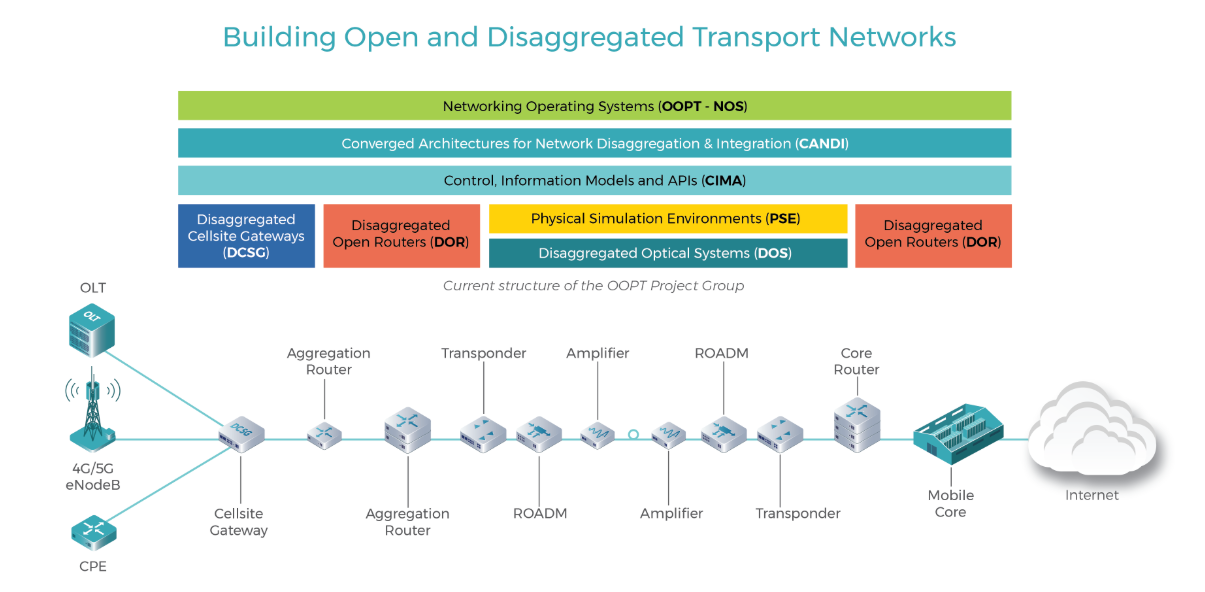 Building Open and Disaggregated Transport Networks
Networking Operating Systems (OOPT - NOS)
Converged Architectures for Network Disaggregation & Integration (CANDI)
Control, Information Models and APIs (CIMA)
Disaggregated
Cellsite Gateways
(DCSG)
Disaggregated
Open Routers (DOR)
Physical Simulation Environments (PSE)
Disaggregated Optical Systems (DOS)
Disaggregated
Open Routers (DOR)
Current structure of the OOPT Project Group
OLT
OLT
4G/5G
eNodeB
CPE
DCSG
Cellsite
Gateway
Aggregation
Router
Aggregation
Router
Transponder
ROADM
Amplifier
Amplifier
ROADM
Transponder
Core
Router
Mobile
Core
Internet